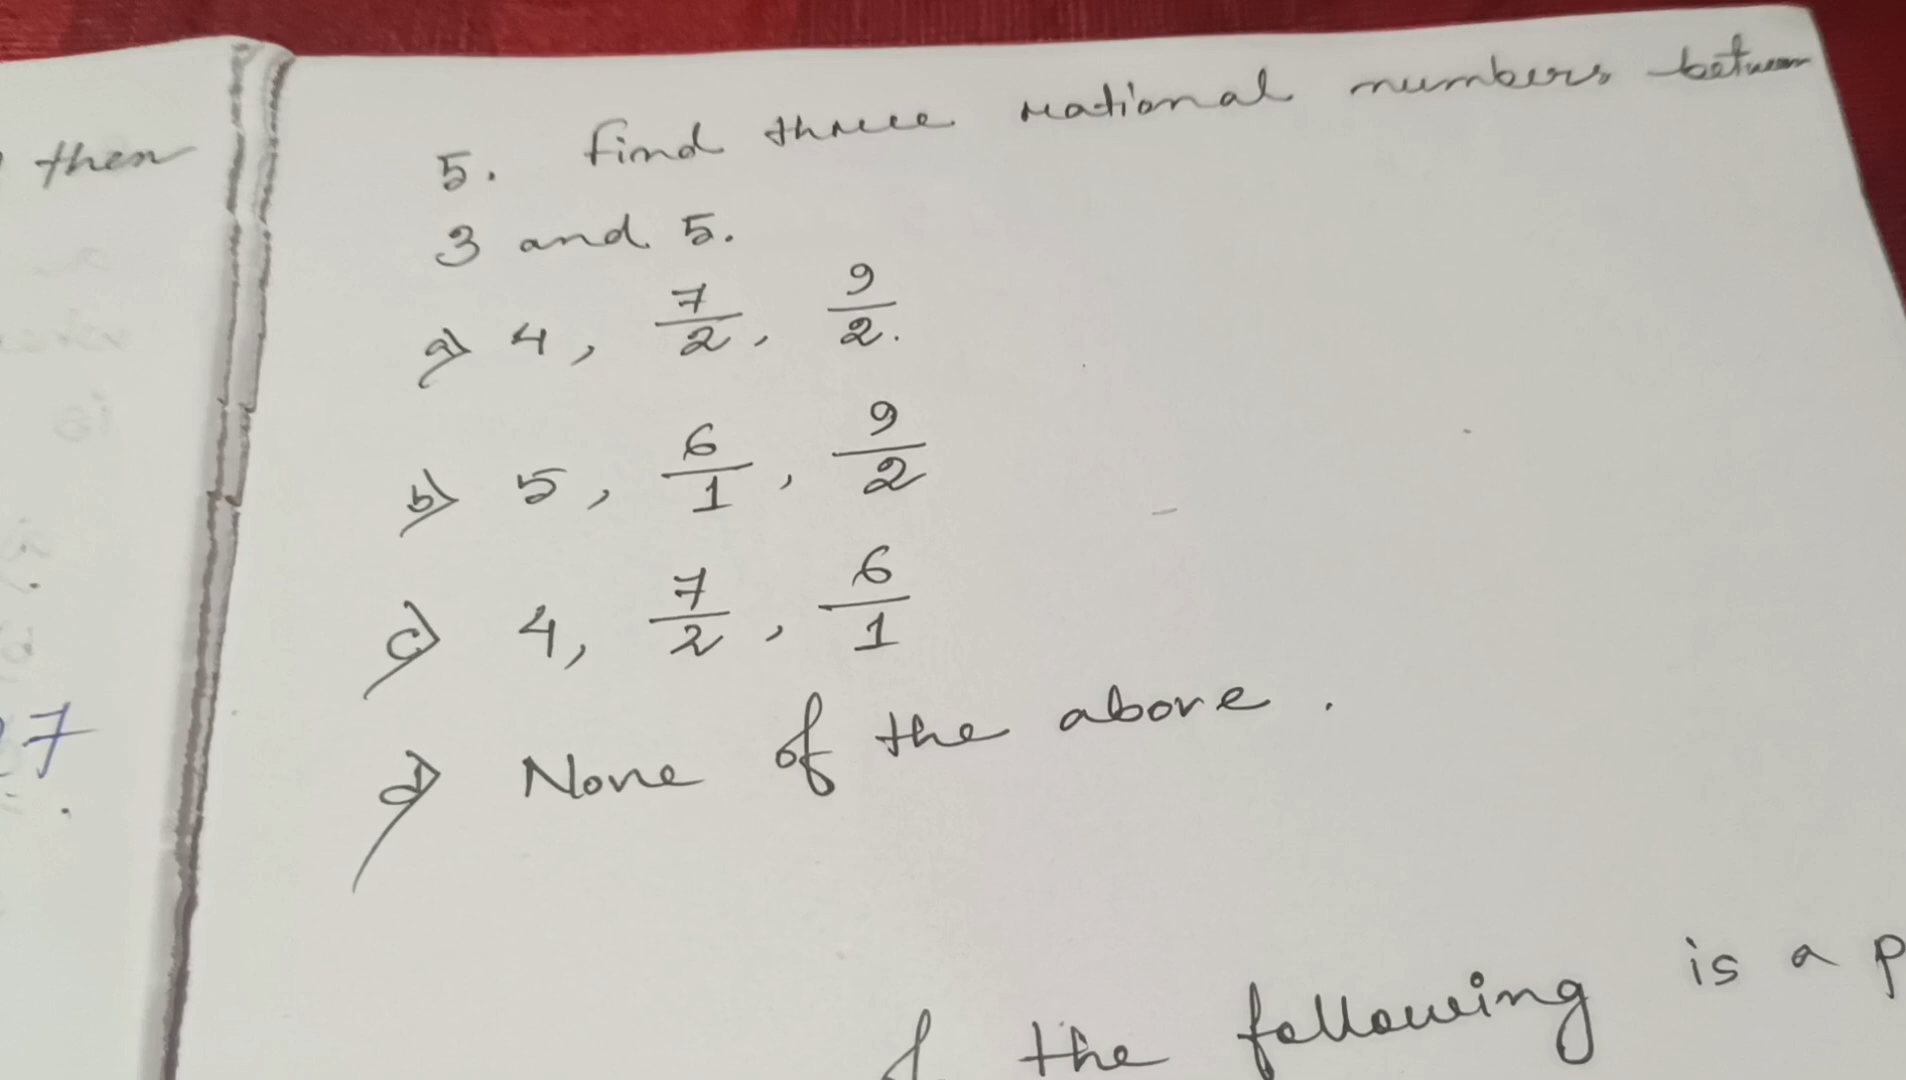 then
7
5. Find three rational numbers between
3 and 5.
a) 4, 7/2, 9/2.
b) 5, 6/1, 9/2
c) 4, 7/2, 6/1
d) None of the above.
the following is a